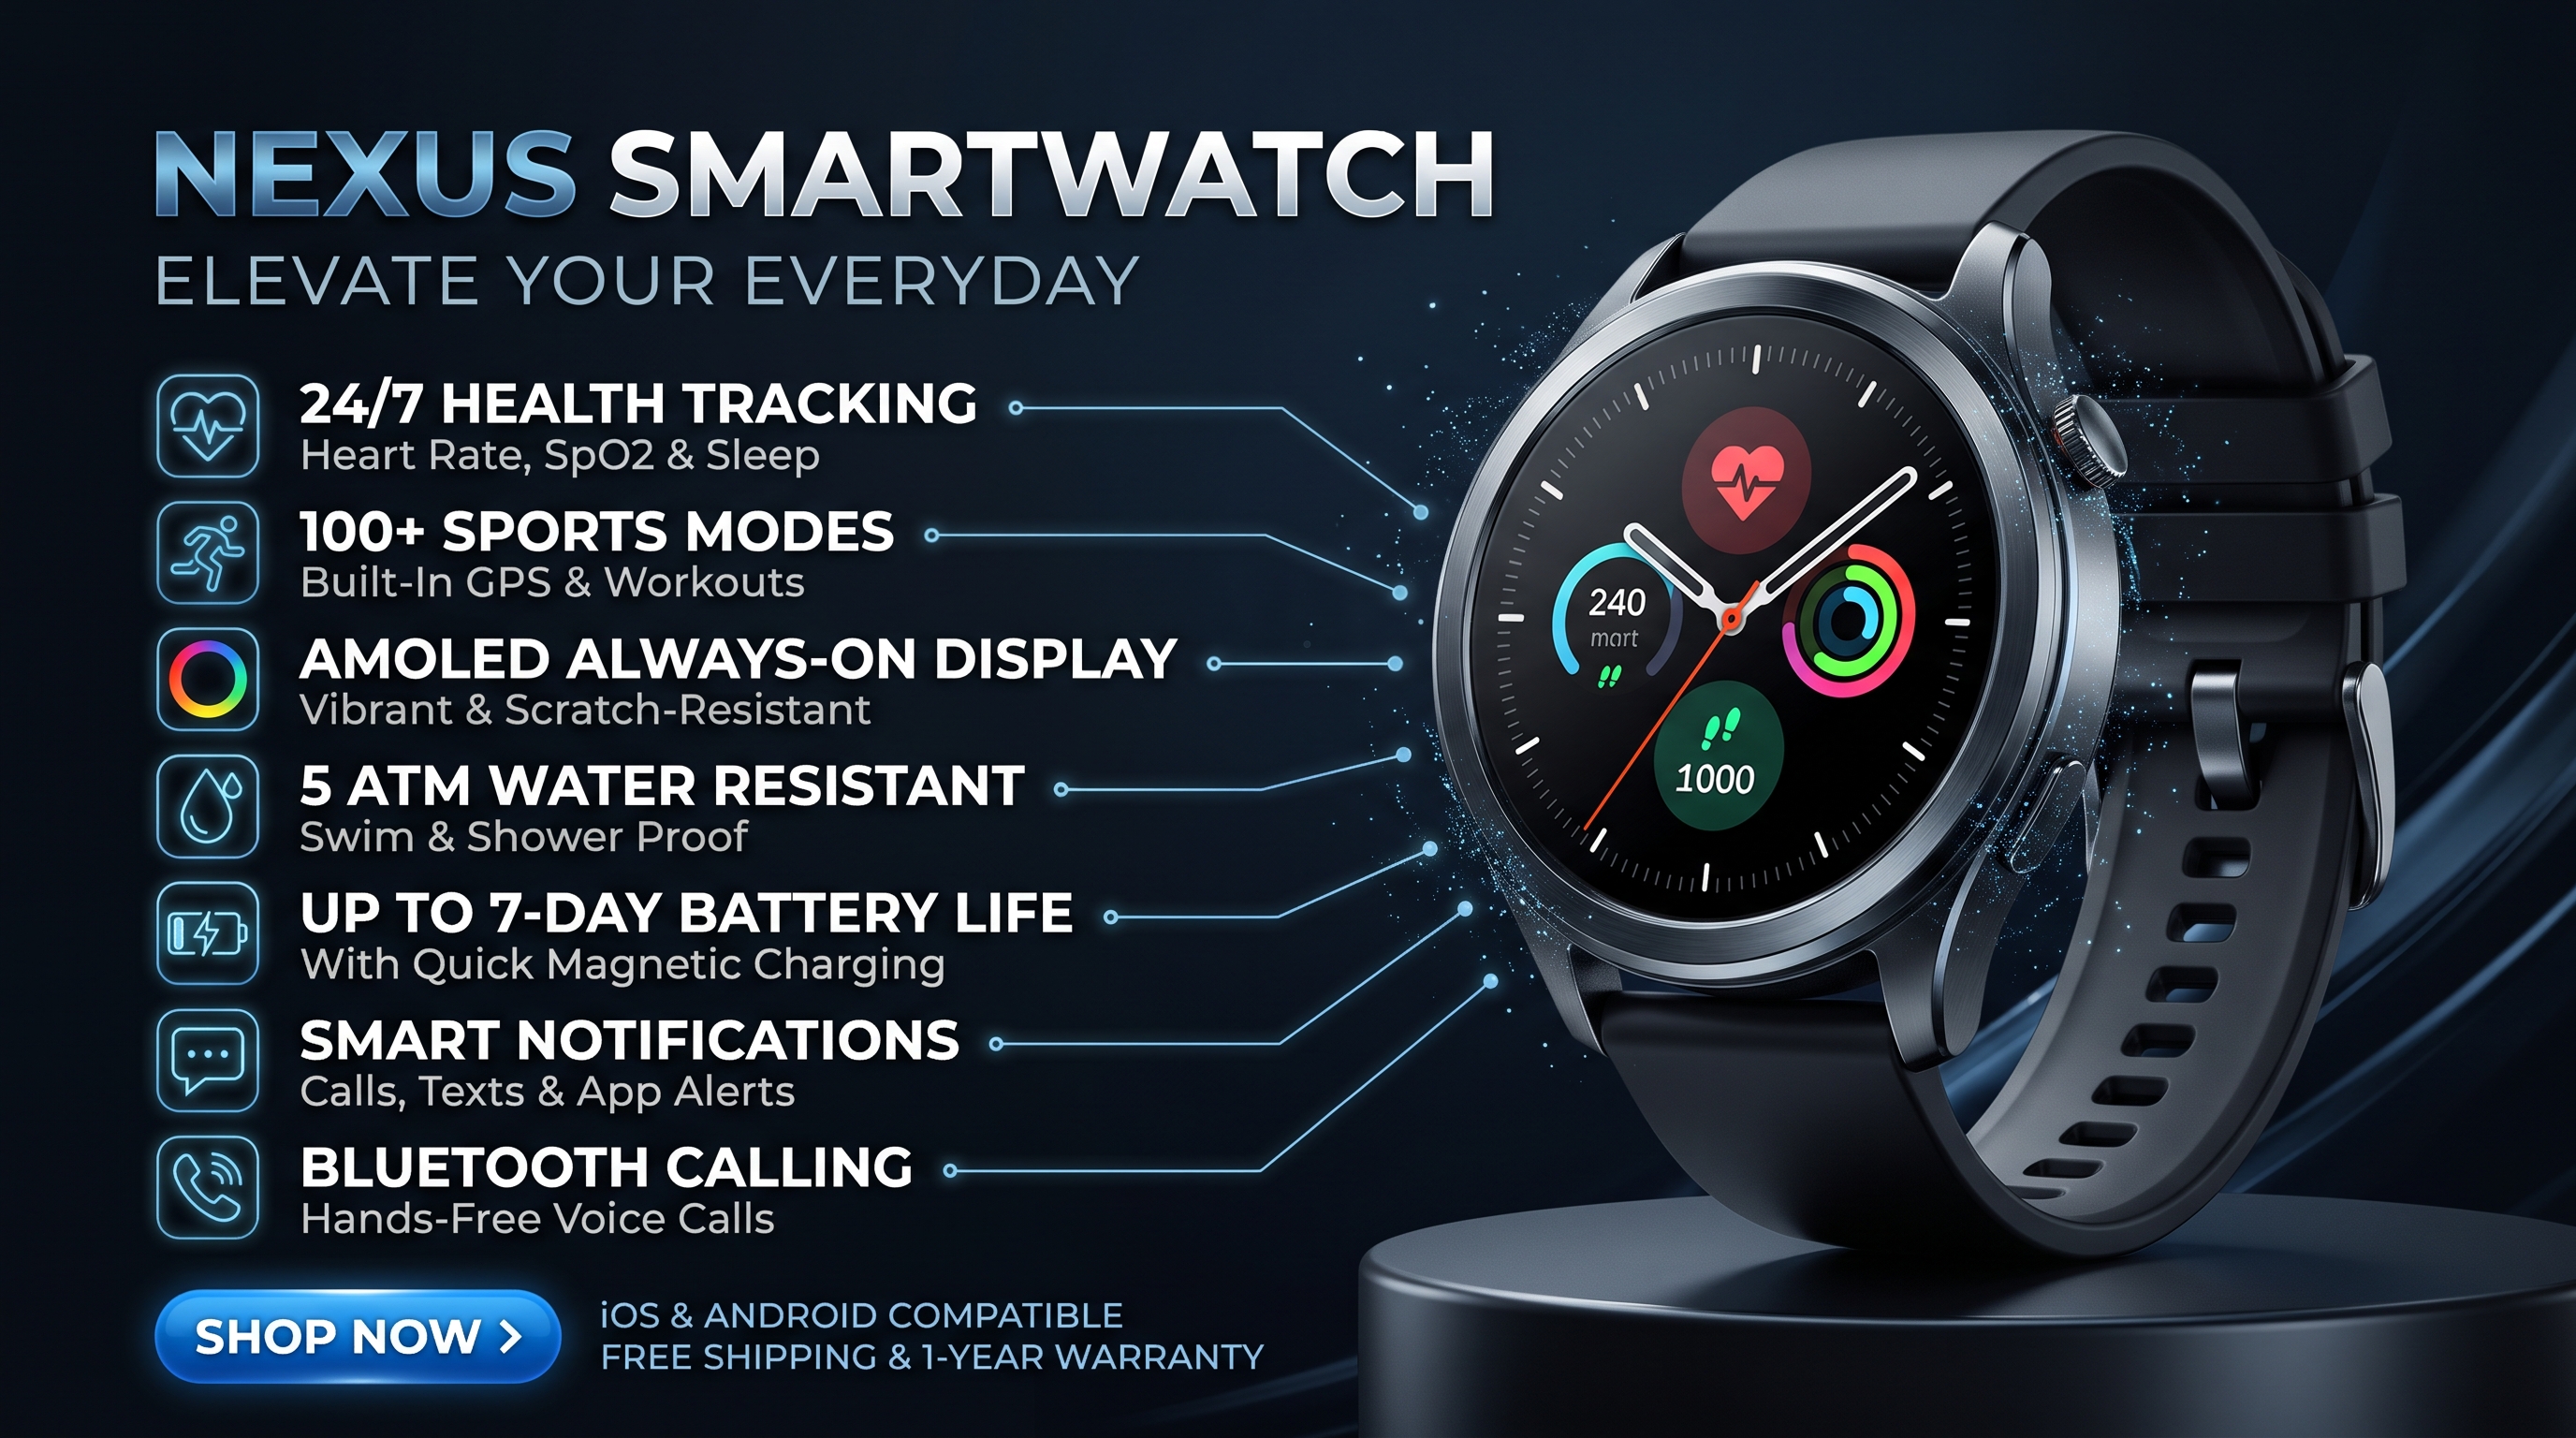 NEXUS SMARTWATCH
ELEVATE YOUR EVERYDAY
24/7 HEALTH TRACKING
Heart Rate, SpO2 & Sleep
100+ SPORTS MODES
Built-In GPS & Workouts
AMOLED ALWAYS-ON DISPLAY
Vibrant & Scratch-Resistant
5 ATM WATER RESISTANT
Swim & Shower Proof
UP TO 7-DAY BATTERY LIFE
With Quick Magnetic Charging
SMART NOTIFICATIONS
Calls, Texts & App Alerts
BLUETOOTH CALLING
Hands-Free Voice Calls
SHOP NOW >
iOS & ANDROID COMPATIBLE
FREE SHIPPING & 1-YEAR WARRANTY
240
mart
1000